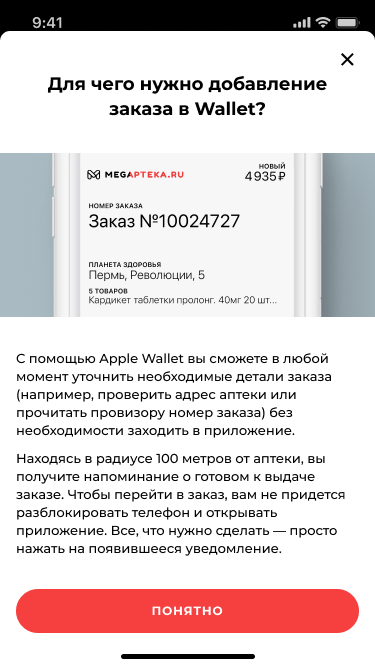 9:41
Для чего нужно добавление
заказа в Wallet?
MEGAPTEKA.RU
НОВЫЙ
4 935 ₽
НОМЕР ЗАКАЗА
Заказ №10024727
ПЛАНЕТА ЗДОРОВЬЯ
Пермь, Революции, 5
5 ТОВАРОВ
Кардикет таблетки пролонг. 40мг 20 шт...
С помощью Apple Wallet вы сможете в любой
момент уточнить необходимые детали заказа
(например, проверить адрес аптеки или
прочитать провизору номер заказа) без
необходимости заходить в приложение.
Находясь в радиусе 100 метров от аптеки, вы
получите напоминание о готовом к выдаче
заказе. Чтобы перейти в заказ, вам не придется
разблокировать телефон и открывать
приложение. Все, что нужно сделать — просто
нажать на появившееся уведомление.
ПОНЯТНО